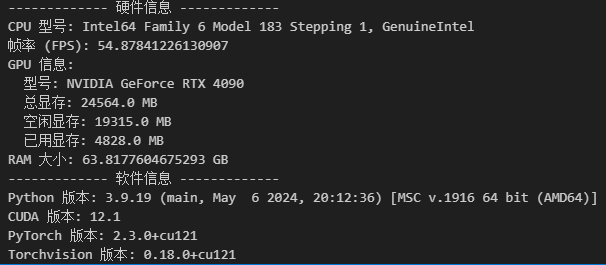 ------------- 硬件信息 -------------
CPU 型号: Intel64 Family 6 Model 183 Stepping 1, GenuineIntel
帧率 (FPS): 54.87841226130907
GPU 信息:
  型号: NVIDIA GeForce RTX 4090
  总显存: 24564.0 MB
  空闲显存: 19315.0 MB
  已用显存: 4828.0 MB
RAM 大小: 63.8177604675293 GB
------------- 软件信息 -------------
Python 版本: 3.9.19 (main, May  6 2024, 20:12:36) [MSC v.1916 64 bit (AMD64)]
CUDA 版本: 12.1
PyTorch 版本: 2.3.0+cu121
Torchvision 版本: 0.18.0+cu121